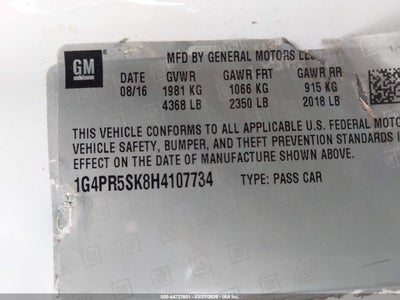 GM
MFD BY GENERAL MOTORS LLC
DATE GVWR GAWR FRT GAWR RR
08/16 1981 KG 1066 KG 915 KG
4368 LB 2350 LB 2018 LB
THIS VEHICLE CONFORMS TO ALL APPLICABLE U.S. FEDERAL MOTO
VEHICLE SAFETY, BUMPER, AND THEFT PREVENTION STANDARDS I
EFFECT ON THE DATE OF MANUFACTURE SHOWN ABOVE.
1G4PR5SK8H4107734 TYPE: PASS CAR